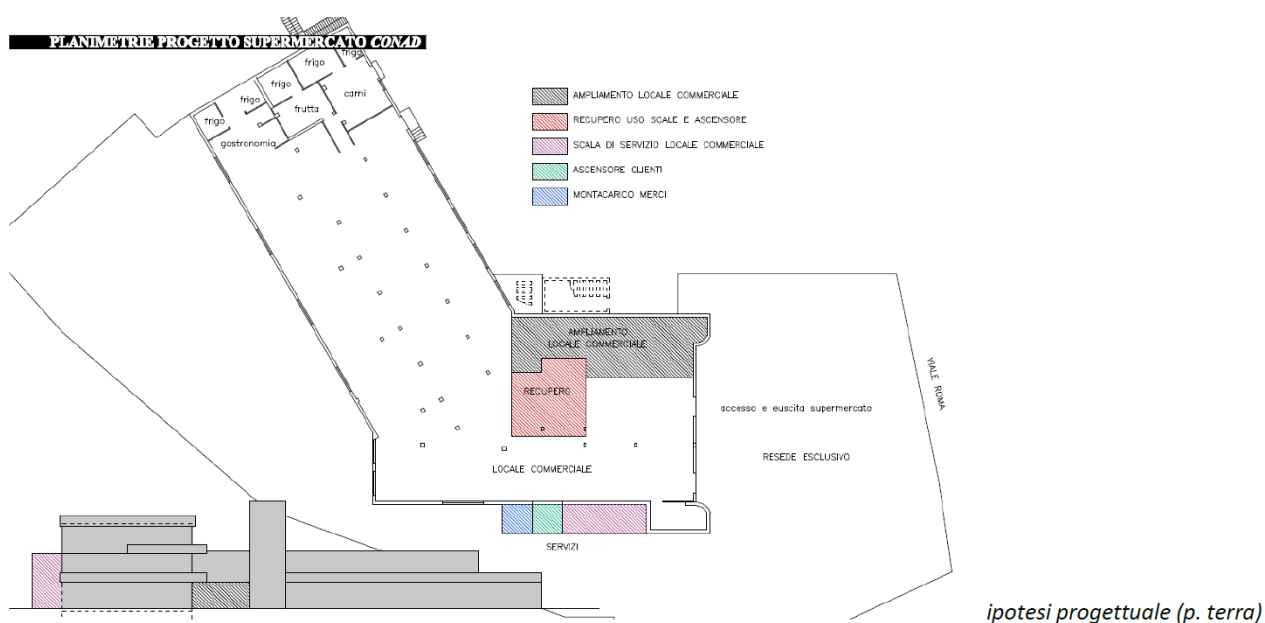 PLANIMETRIE PROGETTO SUPERMERCATO CONAD
frigo
frigo
frigo
frigo
frigo
carni
frutta
gastronomia
AMPLIAMENTO LOCALE COMMERCIALE
RECUPERO USO SCALE E ASCENSORE
SCALA DI SERVIZIO LOCALE COMMERCIALE
ASCENSORE CLIENTI
MONTACARICO MERCI
AMPLIAMENTO
LOCALE COMMERCIALE
RECUPERO
VIALE ROMA
accesso e euscita supermercato
RESEDE ESCLUSIVO
LOCALE COMMERCIALE
SERVIZI
ipotesi progettuale (p. terra)